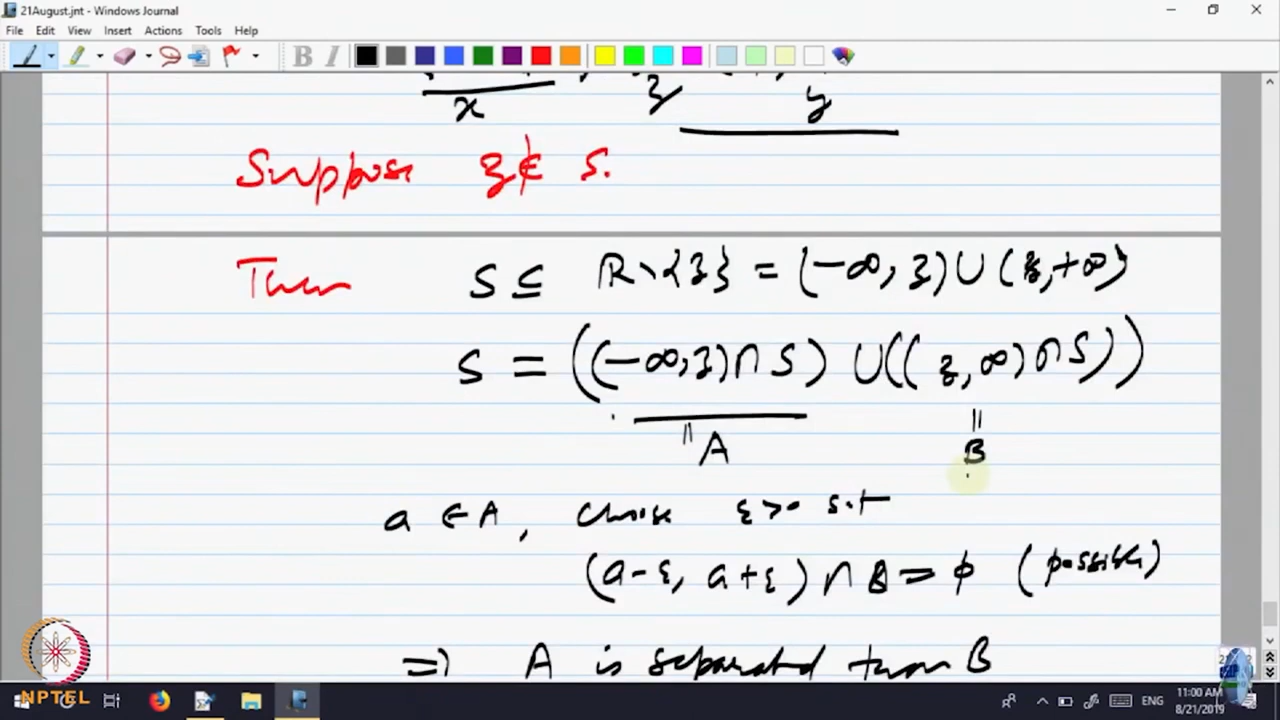 21August.jnt - Windows Journal
File Edit View Insert Actions Tools Help
B I
x z y
Suppose z ∉ S.
Then S ⊆ R \ {z} = (-∞, z) ∪ (z, +∞)
S = ((-∞, z) ∩ S) ∪ ((z, ∞) ∩ S))
= A = B
a ∈ A, choose ε > 0 s.t
(a-ε, a+ε) ∩ B = φ (possible)
⇒ A is separated from B
NPTEL
ENG
11:00 AM
8/21/2019